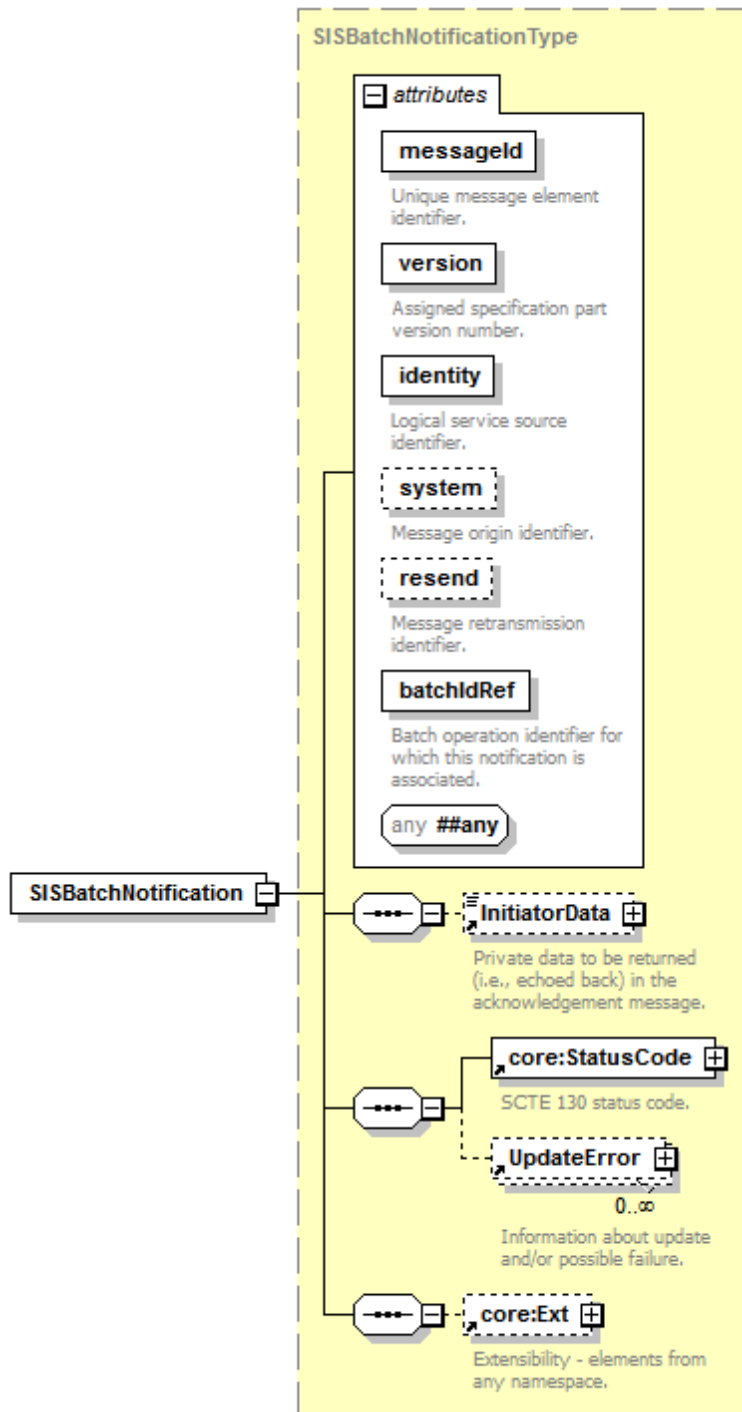 SISBatchNotificationType
attributes
messageId
Unique message element
identifier.
version
Assigned specification part
version number.
identity
Logical service source
identifier.
system
Message origin identifier.
resend
Message retransmission
identifier.
batchIdRef
Batch operation identifier for
which this notification is
associated.
any ##any
SISBatchNotification
InitiatorData
Private data to be returned
(i.e., echoed back) in the
acknowledgement message.
core:StatusCode
SCTE 130 status code.
UpdateError
0..∞
Information about update
and/or possible failure.
core:Ext
Extensibility - elements from
any namespace.